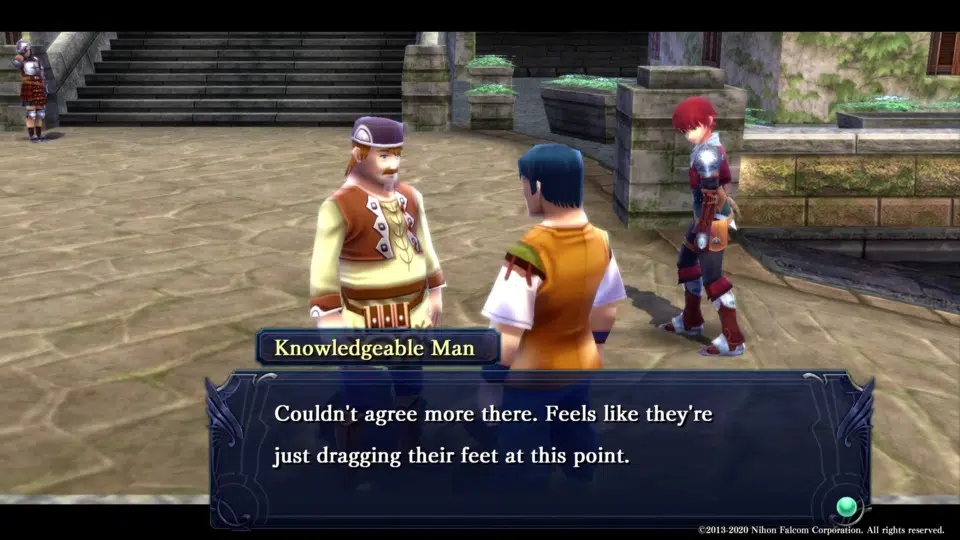 Knowledgeable Man
Couldn't agree more there. Feels like they're
just dragging their feet at this point.
©2013-2020 Nihon Falcom Corporation. All rights reserved.